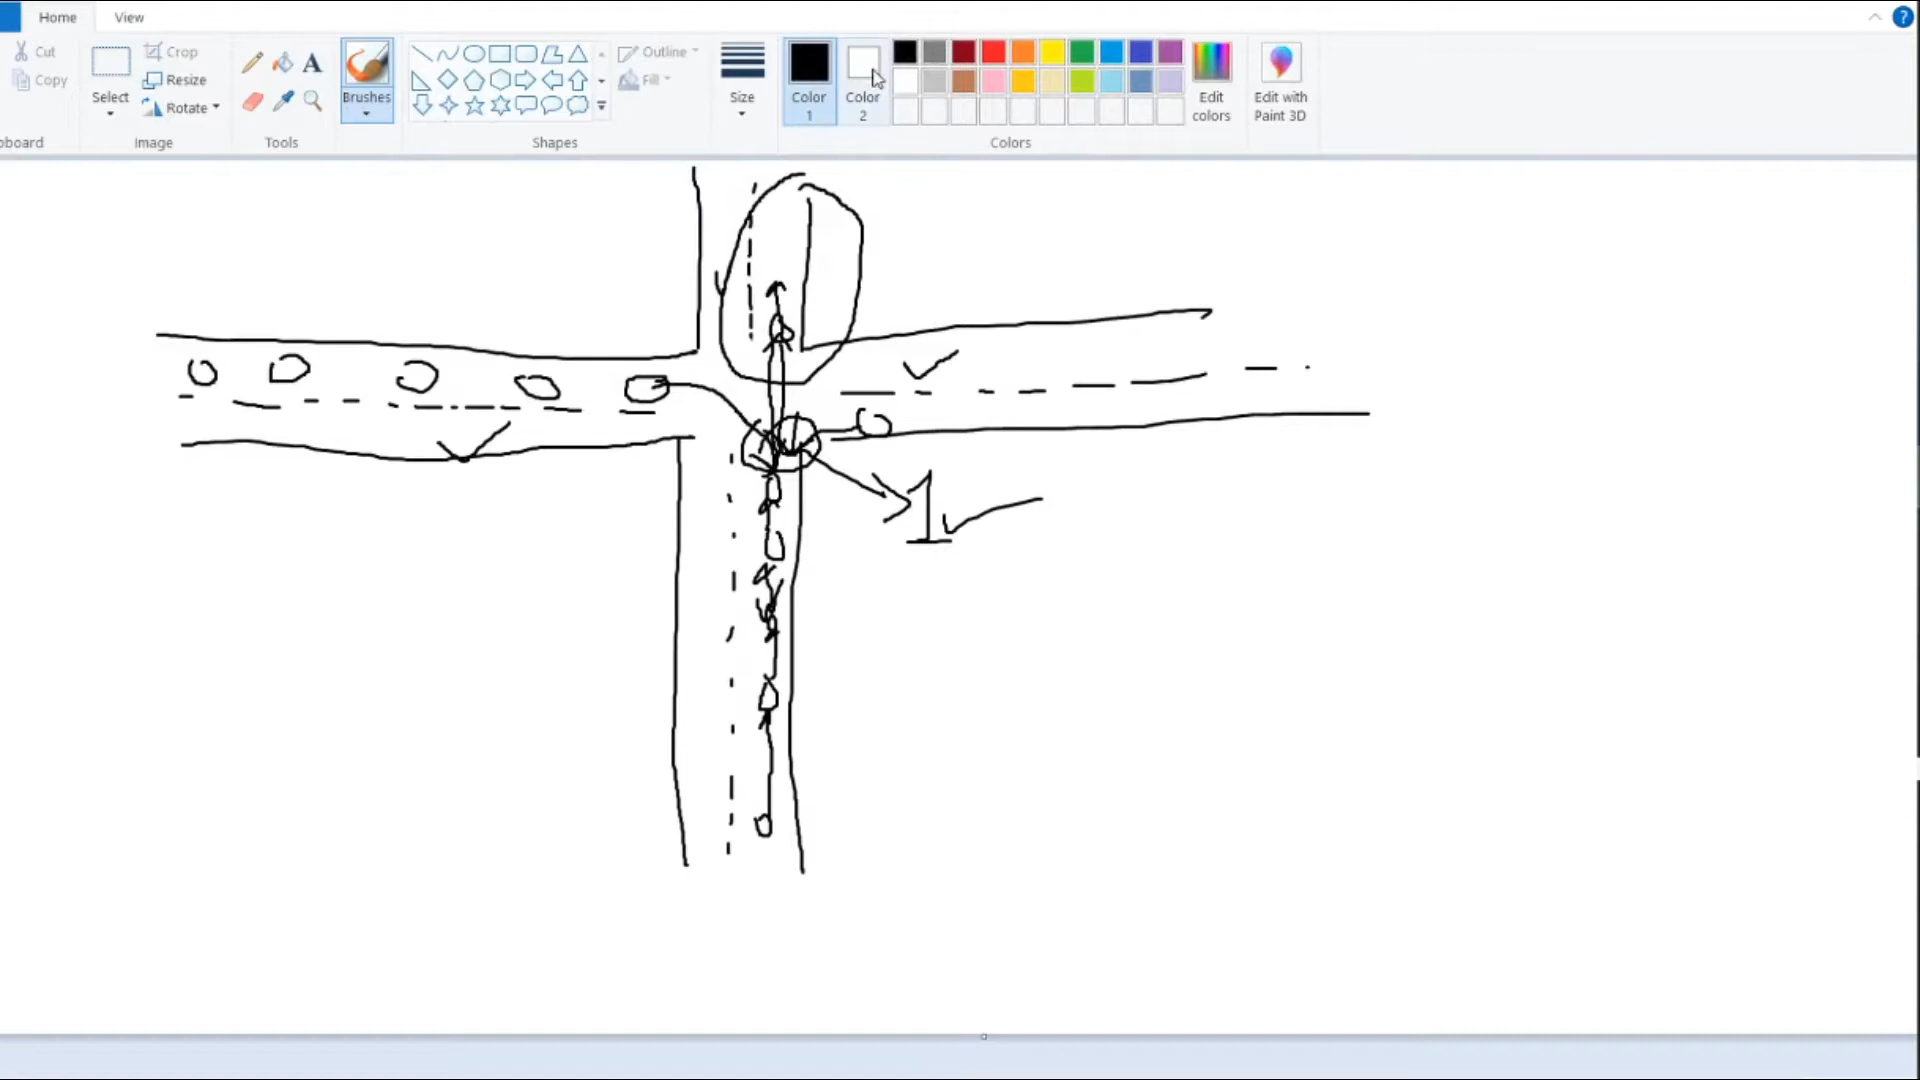 Home View
Cut
Copy
Select
Crop
Resize
Rotate
Brushes
Outline
Fill
Size
Color
1
Color
2
Edit
colors
Edit with
Paint 3D
pboard
Image
Tools
Shapes
Colors
1